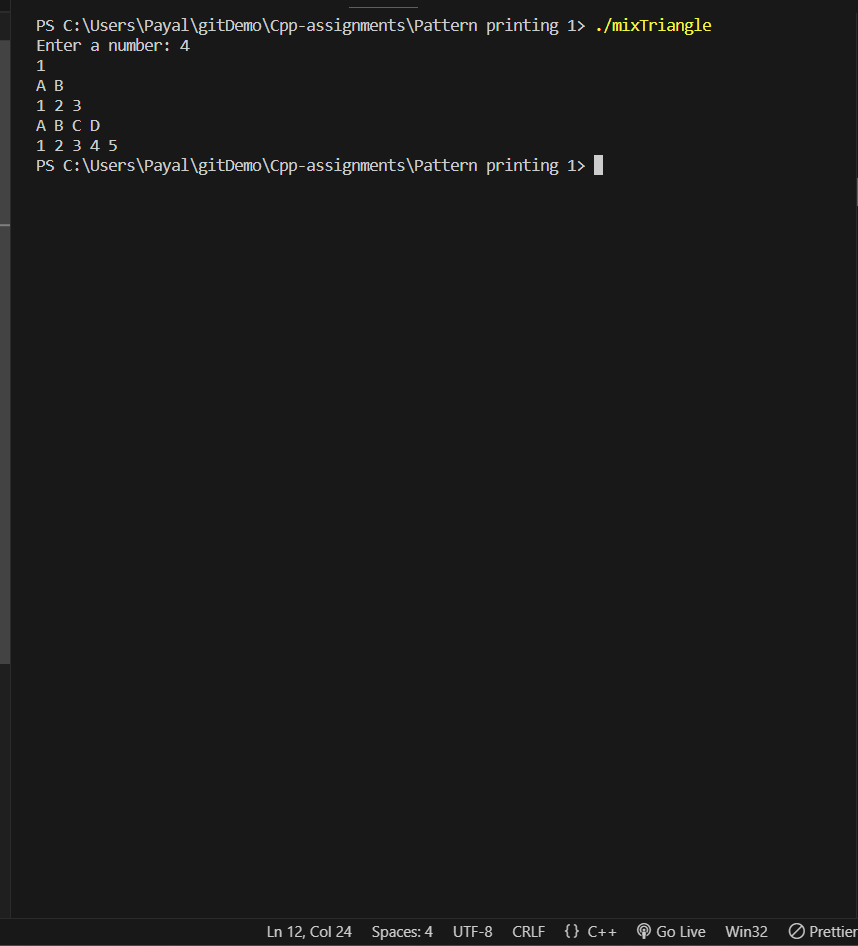 PS C:\Users\Payal\gitDemo\Cpp-assignments\Pattern printing 1> ./mixTriangle
Enter a number: 4
1
A B
1 2 3
A B C D
1 2 3 4 5
PS C:\Users\Payal\gitDemo\Cpp-assignments\Pattern printing 1>
Ln 12, Col 24 Spaces: 4 UTF-8 CRLF {} C++ Go Live Win32 Prettier